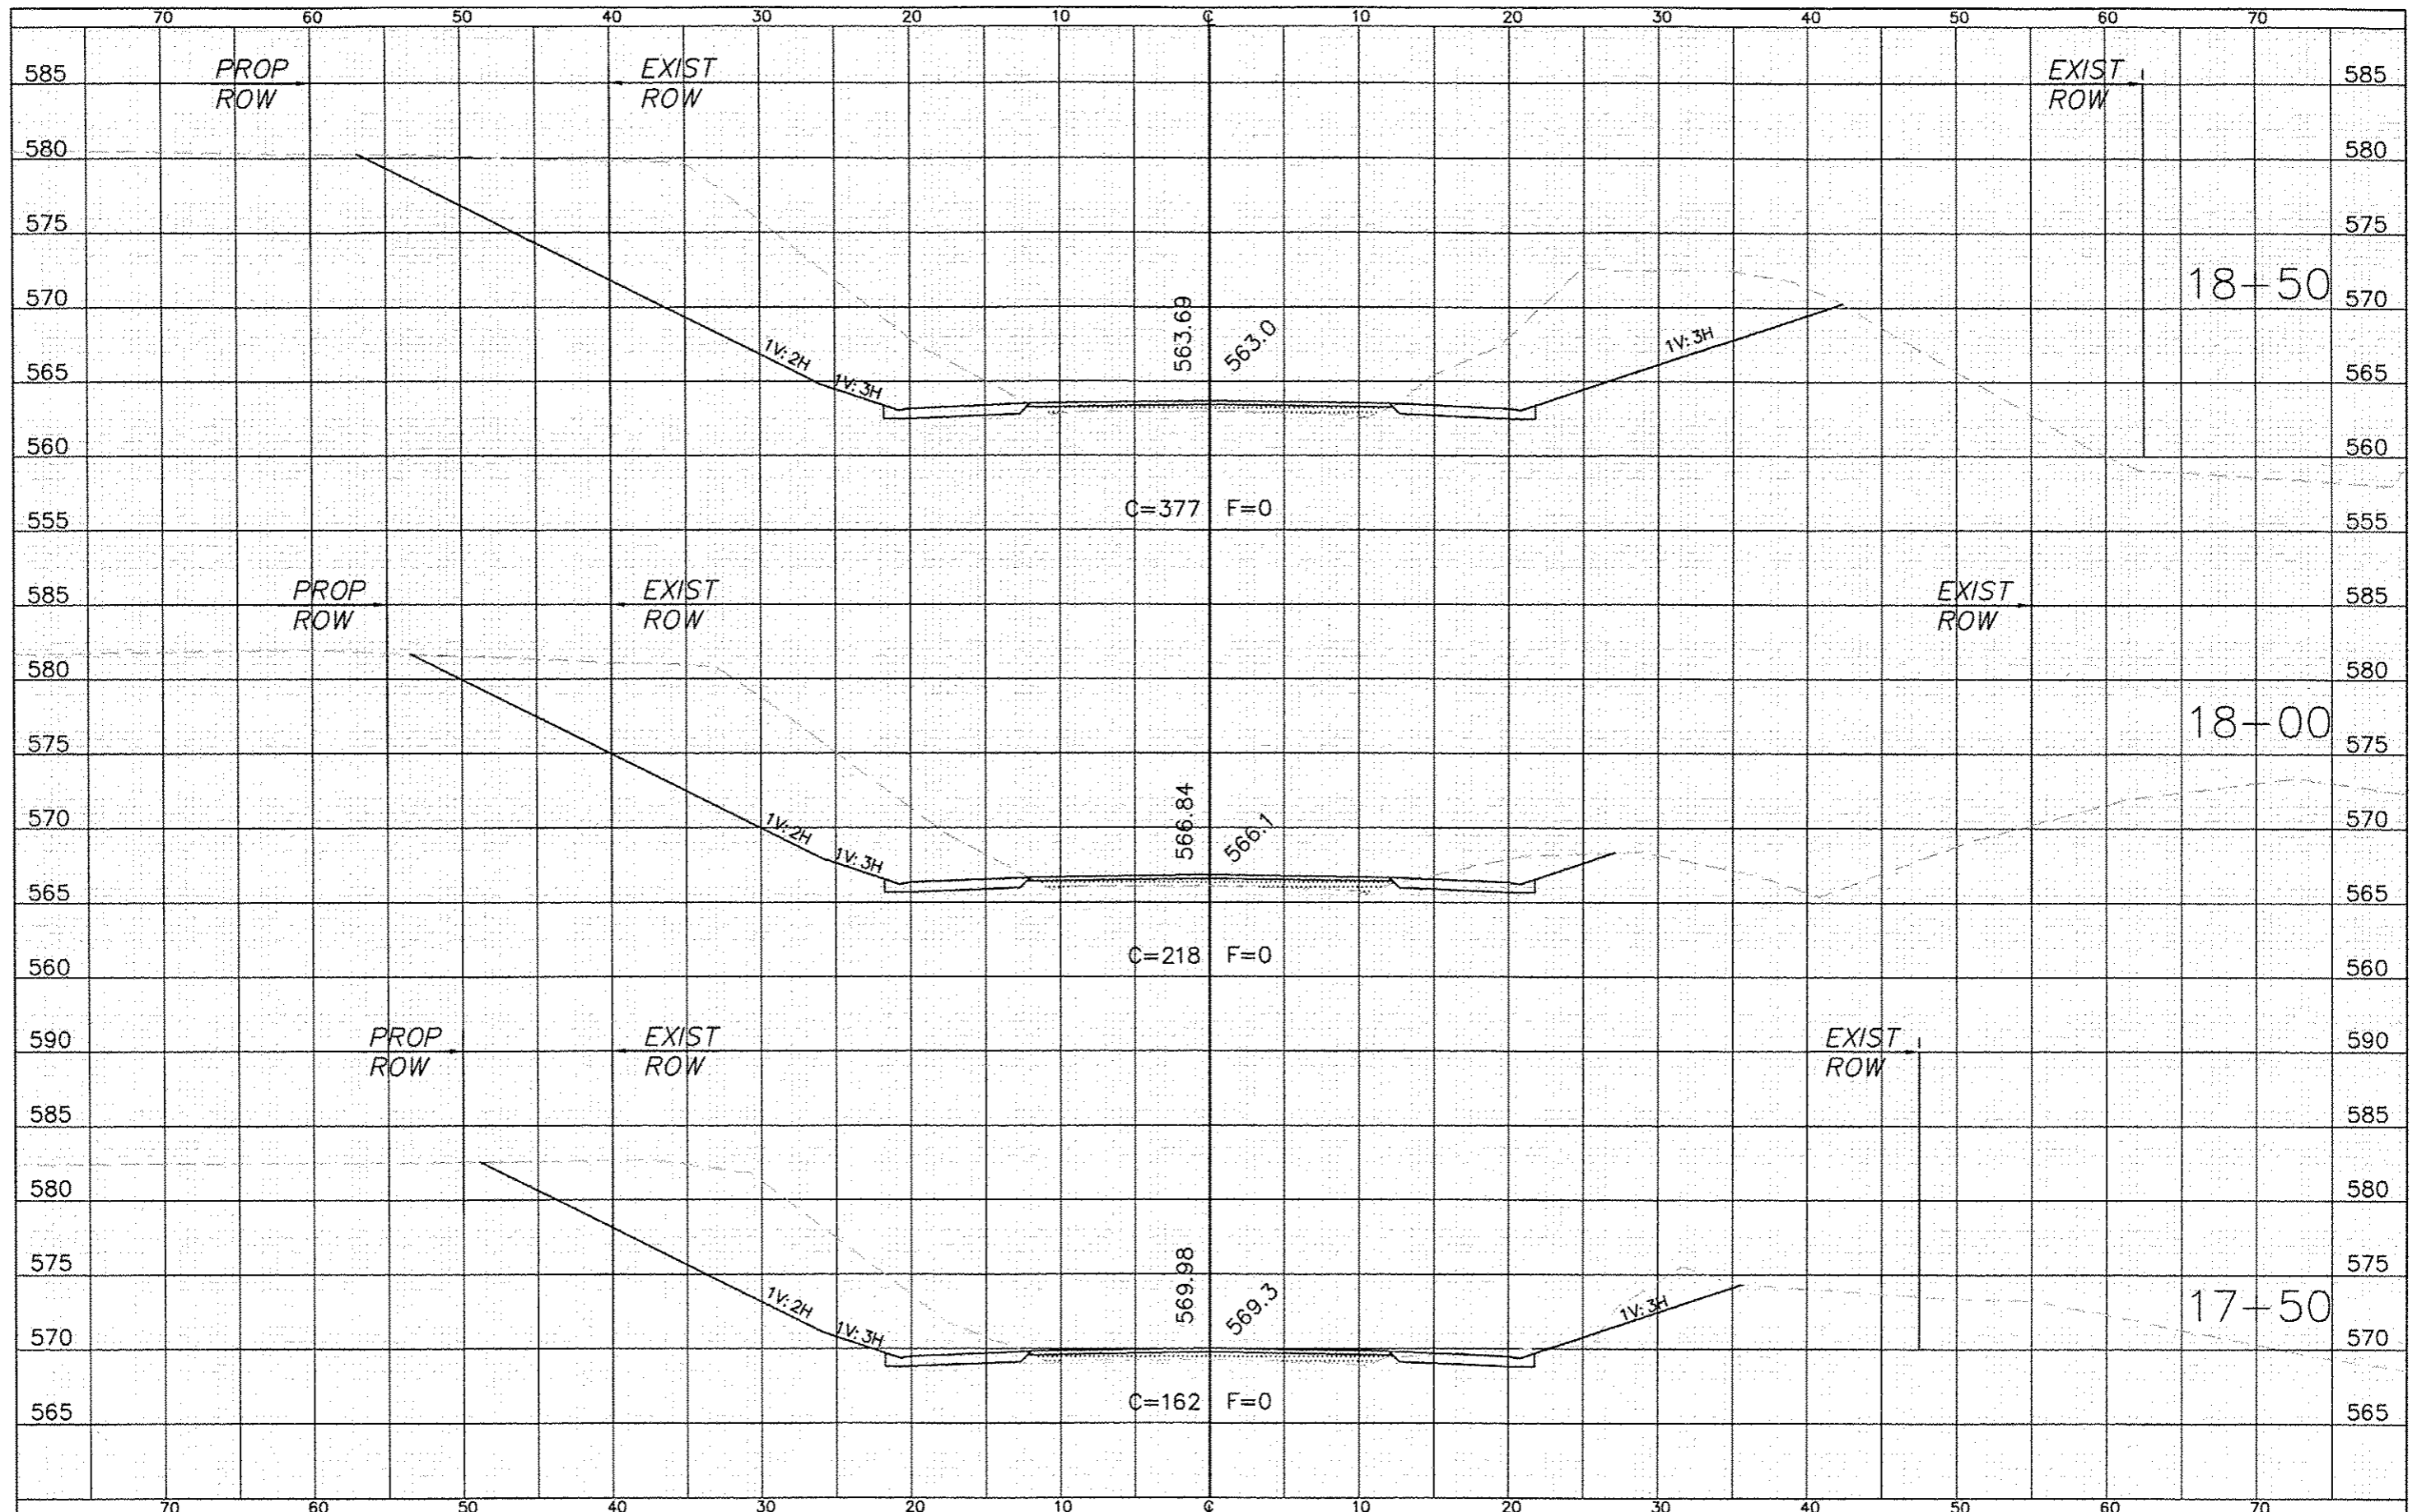 70 60 50 40 30 20 10 ℄ 10 20 30 40 50 60 70
PROP ROW
EXIST ROW
EXIST ROW
585 585
580 580
575 575
18+50
570 570
563.69
563.0
1V:2H
1V:3H
1V:3H
565 565
560 560
C=377 F=0
555 555
PROP ROW
EXIST ROW
EXIST ROW
585 585
580 580
18+00
575 575
566.84
566.1
570 570
1V:2H
1V:3H
565 565
C=218 F=0
560 560
PROP ROW
EXIST ROW
EXIST ROW
590 590
585 585
580 580
575 575
569.98
569.3
17+50
1V:2H
1V:3H
1V:3H
570 570
C=162 F=0
565 565
70 60 50 40 30 20 10 ℄ 10 20 30 40 50 60 70